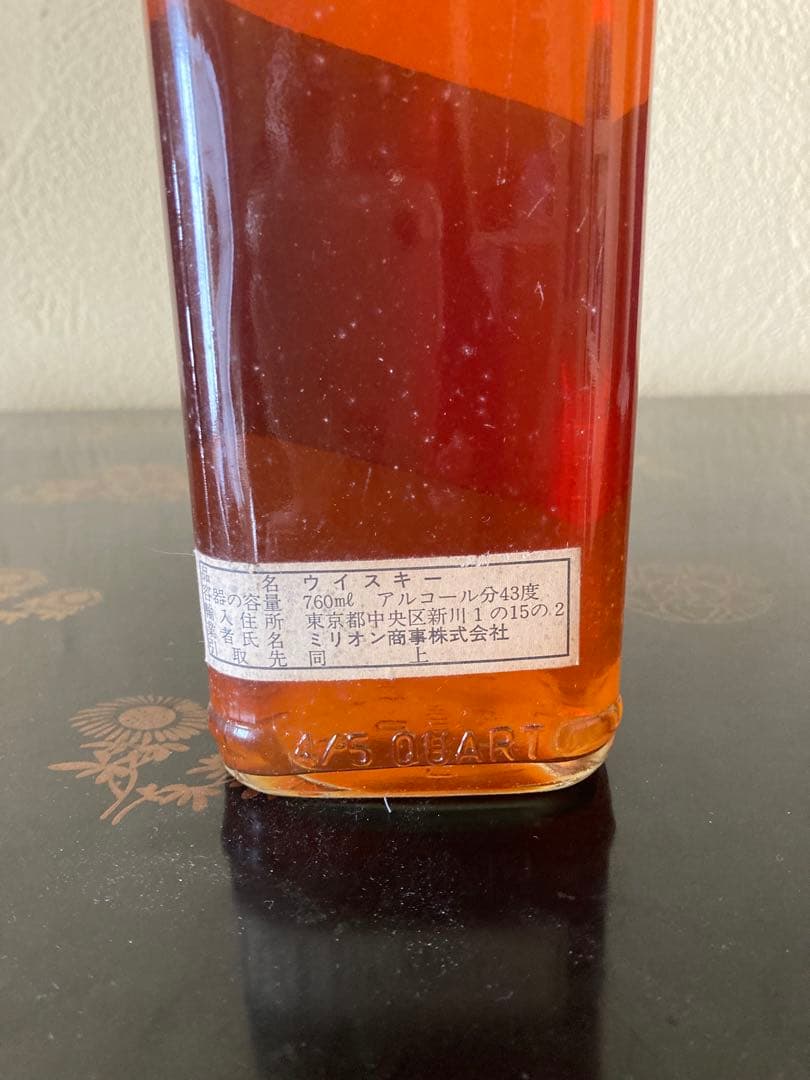 品名 ウイスキー
容器の容量 760mℓ アルコール分43度
輸入住所 東京都中央区新川1の15の2
業者氏名 ミリオン商事株式会社
引取先 同上
4/5 QUART